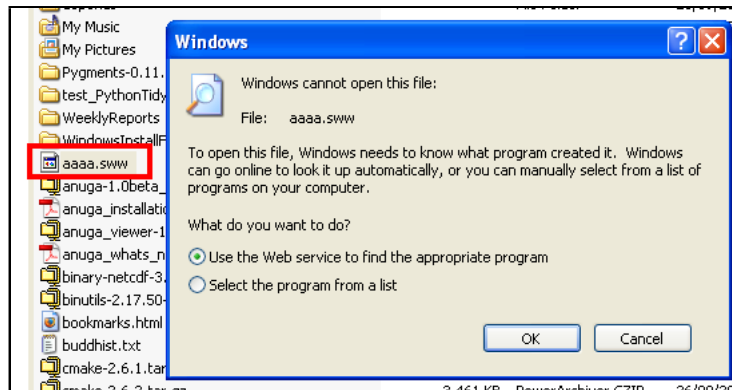 My Music
My Pictures
Pygments-0.11.
test_PythonTidy
WeeklyReports
WindowsInstallF
aaaa.sww
anuga-1.0beta_
anuga_installatio
anuga_viewer-1
anuga_whats_n
binary-netcdf-3.
binutils-2.17.50-
bookmarks.html
buddhist.txt
cmake-2.6.1.tar
Windows
Windows cannot open this file:
File: aaaa.sww
To open this file, Windows needs to know what program created it. Windows
can go online to look it up automatically, or you can manually select from a list of
programs on your computer.
What do you want to do?
Use the Web service to find the appropriate program
Select the program from a list
OK Cancel